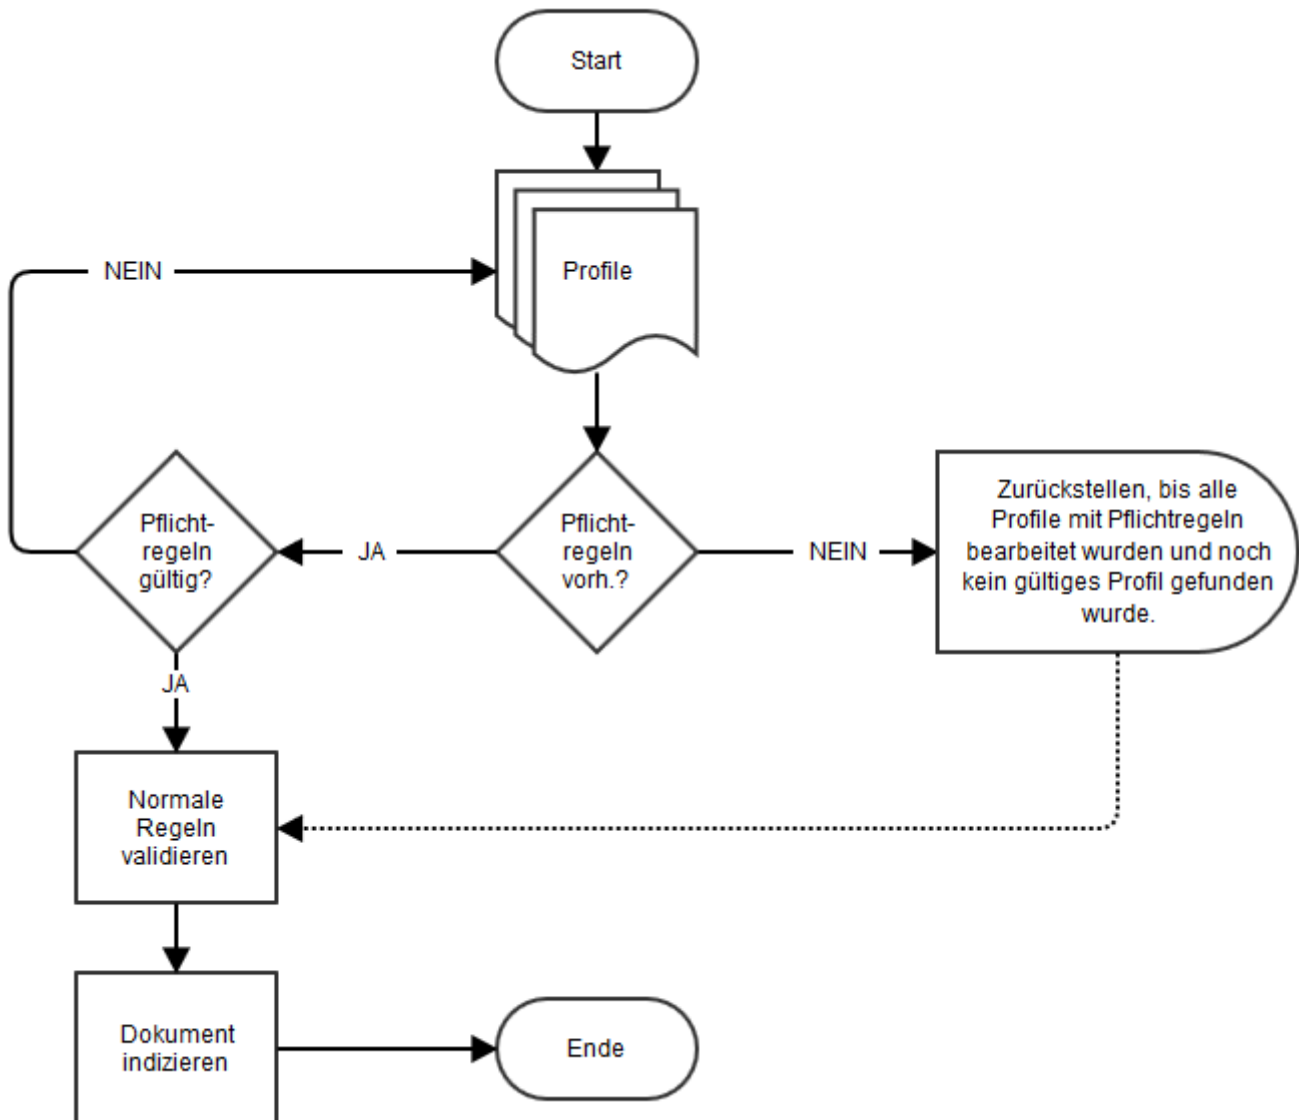 Start
Profile
NEIN
Pflicht-
regeln
gültig?
JA
Pflicht-
regeln
vorh.?
NEIN
Zurückstellen, bis alle
Profile mit Pflichtregeln
bearbeitet wurden und noch
kein gültiges Profil gefunden
wurde.
JA
Normale
Regeln
validieren
Dokument
indizieren
Ende